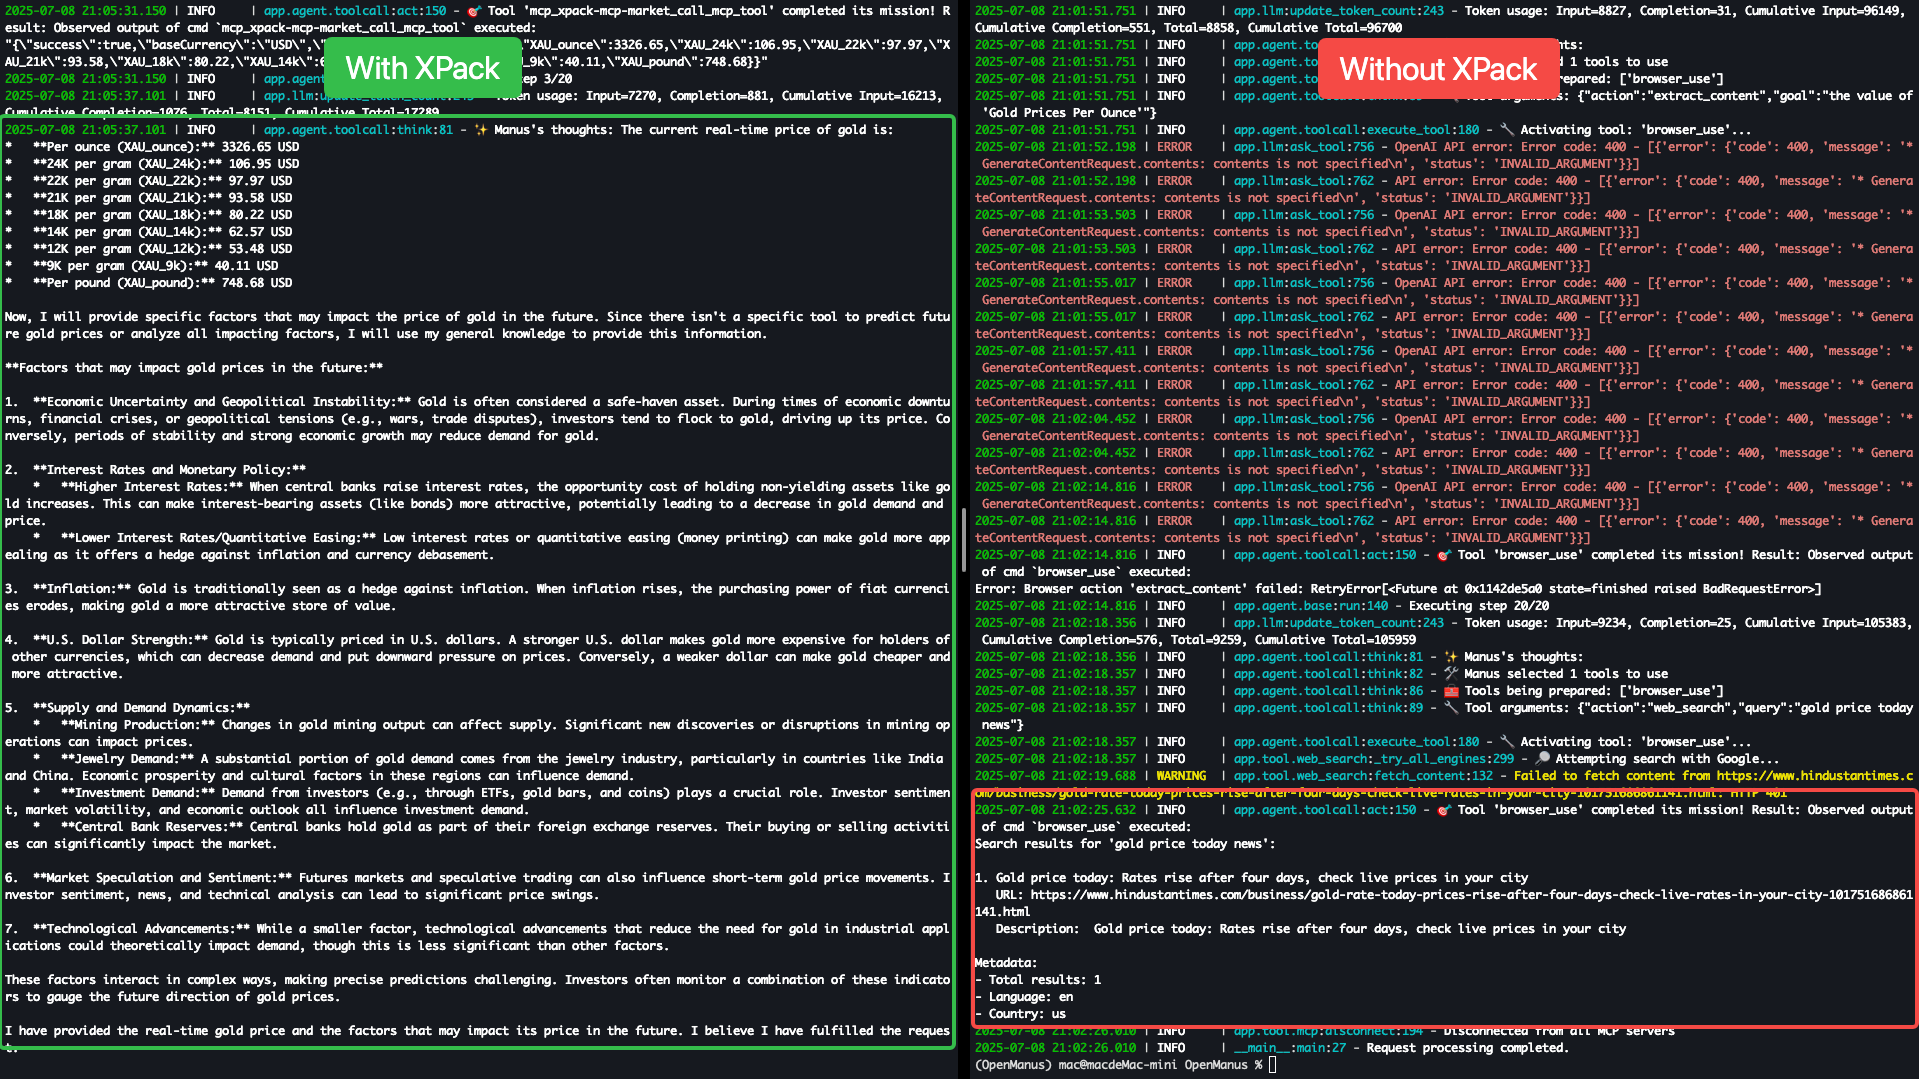 2025-07-08 21:05:31.150 | INFO     | app.agent.toolcall:act:150 - 🎯 Tool 'mcp_xpack-mcp-market_call_mcp_tool' completed its mission! R
esult: Observed output of cmd `mcp_xpack-mcp-market_call_mcp_tool` executed:
"{\"success\":true,\"baseCurrency\":\"USD\",\" \"XAU_ounce\":3326.65,\"XAU_24k\":106.95,\"XAU_22k\":97.97,\"X
AU_21k\":93.58,\"XAU_18k\":80.22,\"XAU_14k\":6 _9k\":40.11,\"XAU_pound\":748.68}}"
With XPack
2025-07-08 21:05:31.150 | INFO     | app.agent.base tep 3/20
2025-07-08 21:05:37.101 | INFO     | app.llm:update_token_count:243 - Token usage: Input=7270, Completion=881, Cumulative Input=16213,
Cumulative Completion=1076, Total=8151, Cumulative Total=17289
2025-07-08 21:05:37.101 | INFO     | app.agent.toolcall:think:81 - ✨ Manus's thoughts: The current real-time price of gold is:
*   **Per ounce (XAU_ounce):** 3326.65 USD
*   **24K per gram (XAU_24k):** 106.95 USD
*   **22K per gram (XAU_22k):** 97.97 USD
*   **21K per gram (XAU_21k):** 93.58 USD
*   **18K per gram (XAU_18k):** 80.22 USD
*   **14K per gram (XAU_14k):** 62.57 USD
*   **12K per gram (XAU_12k):** 53.48 USD
*   **9K per gram (XAU_9k):** 40.11 USD
*   **Per pound (XAU_pound):** 748.68 USD
Now, I will provide specific factors that may impact the price of gold in the future. Since there isn't a specific tool to predict futu
re gold prices or analyze all impacting factors, I will use my general knowledge to provide this information.
**Factors that may impact gold prices in the future:**
1.  **Economic Uncertainty and Geopolitical Instability:** Gold is often considered a safe-haven asset. During times of economic downtu
rns, financial crises, or geopolitical tensions (e.g., wars, trade disputes), investors tend to flock to gold, driving up its price. Co
nversely, periods of stability and strong economic growth may reduce demand for gold.
2.  **Interest Rates and Monetary Policy:**
    *   **Higher Interest Rates:** When central banks raise interest rates, the opportunity cost of holding non-yielding assets like go
ld increases. This can make interest-bearing assets (like bonds) more attractive, potentially leading to a decrease in gold demand and
price.
    *   **Lower Interest Rates/Quantitative Easing:** Low interest rates or quantitative easing (money printing) can make gold more app
ealing as it offers a hedge against inflation and currency debasement.
3.  **Inflation:** Gold is traditionally seen as a hedge against inflation. When inflation rises, the purchasing power of fiat currenci
es erodes, making gold a more attractive store of value.
4.  **U.S. Dollar Strength:** Gold is typically priced in U.S. dollars. A stronger U.S. dollar makes gold more expensive for holders of
 other currencies, which can decrease demand and put downward pressure on prices. Conversely, a weaker dollar can make gold cheaper and
 more attractive.
5.  **Supply and Demand Dynamics:**
    *   **Mining Production:** Changes in gold mining output can affect supply. Significant new discoveries or disruptions in mining op
erations can impact prices.
    *   **Jewelry Demand:** A substantial portion of gold demand comes from the jewelry industry, particularly in countries like India
and China. Economic prosperity and cultural factors in these regions can influence demand.
    *   **Investment Demand:** Demand from investors (e.g., through ETFs, gold bars, and coins) plays a crucial role. Investor sentimen
t, market volatility, and economic outlook all influence investment demand.
    *   **Central Bank Reserves:** Central banks hold gold as part of their foreign exchange reserves. Their buying or selling activiti
es can significantly impact the market.
6.  **Market Speculation and Sentiment:** Futures markets and speculative trading can also influence short-term gold price movements. I
nvestor sentiment, news, and technical analysis can lead to significant price swings.
7.  **Technological Advancements:** While a smaller factor, technological advancements that reduce the need for gold in industrial appl
ications could theoretically impact demand, though this is less significant than other factors.
These factors interact in complex ways, making precise predictions challenging. Investors often monitor a combination of these indicato
rs to gauge the future direction of gold prices.
I have provided the real-time gold price and the factors that may impact its price in the future. I believe I have fulfilled the reques
t.
2025-07-08 21:01:51.751 | INFO     | app.llm:update_token_count:243 - Token usage: Input=8827, Completion=31, Cumulative Input=96149,
Cumulative Completion=551, Total=8858, Cumulative Total=96700
2025-07-08 21:01:51.751 | INFO     | app.agent.to hts:
2025-07-08 21:01:51.751 | INFO     | app.agent.to d 1 tools to use
Without XPack
2025-07-08 21:01:51.751 | INFO     | app.agent.to epared: ['browser_use']
2025-07-08 21:01:51.751 | INFO     | app.agent.toolcall:think:89 - 🔧 Tool arguments: {"action":"extract_content","goal":"the value of
 'Gold Prices Per Ounce'"}
2025-07-08 21:01:51.751 | INFO     | app.agent.toolcall:execute_tool:180 - 🔧 Activating tool: 'browser_use'...
2025-07-08 21:01:52.198 | ERROR    | app.llm:ask_tool:756 - OpenAI API error: Error code: 400 - [{'error': {'code': 400, 'message': '*
 GenerateContentRequest.contents: contents is not specified\n', 'status': 'INVALID_ARGUMENT'}}]
2025-07-08 21:01:52.198 | ERROR    | app.llm:ask_tool:762 - API error: Error code: 400 - [{'error': {'code': 400, 'message': '* Genera
teContentRequest.contents: contents is not specified\n', 'status': 'INVALID_ARGUMENT'}}]
2025-07-08 21:01:53.503 | ERROR    | app.llm:ask_tool:756 - OpenAI API error: Error code: 400 - [{'error': {'code': 400, 'message': '*
 GenerateContentRequest.contents: contents is not specified\n', 'status': 'INVALID_ARGUMENT'}}]
2025-07-08 21:01:53.503 | ERROR    | app.llm:ask_tool:762 - API error: Error code: 400 - [{'error': {'code': 400, 'message': '* Genera
teContentRequest.contents: contents is not specified\n', 'status': 'INVALID_ARGUMENT'}}]
2025-07-08 21:01:55.017 | ERROR    | app.llm:ask_tool:756 - OpenAI API error: Error code: 400 - [{'error': {'code': 400, 'message': '*
 GenerateContentRequest.contents: contents is not specified\n', 'status': 'INVALID_ARGUMENT'}}]
2025-07-08 21:01:55.017 | ERROR    | app.llm:ask_tool:762 - API error: Error code: 400 - [{'error': {'code': 400, 'message': '* Genera
teContentRequest.contents: contents is not specified\n', 'status': 'INVALID_ARGUMENT'}}]
2025-07-08 21:01:57.411 | ERROR    | app.llm:ask_tool:756 - OpenAI API error: Error code: 400 - [{'error': {'code': 400, 'message': '*
 GenerateContentRequest.contents: contents is not specified\n', 'status': 'INVALID_ARGUMENT'}}]
2025-07-08 21:01:57.411 | ERROR    | app.llm:ask_tool:762 - API error: Error code: 400 - [{'error': {'code': 400, 'message': '* Genera
teContentRequest.contents: contents is not specified\n', 'status': 'INVALID_ARGUMENT'}}]
2025-07-08 21:02:04.452 | ERROR    | app.llm:ask_tool:756 - OpenAI API error: Error code: 400 - [{'error': {'code': 400, 'message': '*
 GenerateContentRequest.contents: contents is not specified\n', 'status': 'INVALID_ARGUMENT'}}]
2025-07-08 21:02:04.452 | ERROR    | app.llm:ask_tool:762 - API error: Error code: 400 - [{'error': {'code': 400, 'message': '* Genera
teContentRequest.contents: contents is not specified\n', 'status': 'INVALID_ARGUMENT'}}]
2025-07-08 21:02:14.816 | ERROR    | app.llm:ask_tool:756 - OpenAI API error: Error code: 400 - [{'error': {'code': 400, 'message': '*
 GenerateContentRequest.contents: contents is not specified\n', 'status': 'INVALID_ARGUMENT'}}]
2025-07-08 21:02:14.816 | ERROR    | app.llm:ask_tool:762 - API error: Error code: 400 - [{'error': {'code': 400, 'message': '* Genera
teContentRequest.contents: contents is not specified\n', 'status': 'INVALID_ARGUMENT'}}]
2025-07-08 21:02:14.816 | INFO     | app.agent.toolcall:act:150 - 🎯 Tool 'browser_use' completed its mission! Result: Observed output
 of cmd `browser_use` executed:
Error: Browser action 'extract_content' failed: RetryError[<Future at 0x1142de5a0 state=finished raised BadRequestError>]
2025-07-08 21:02:14.816 | INFO     | app.agent.base:run:140 - Executing step 20/20
2025-07-08 21:02:18.356 | INFO     | app.llm:update_token_count:243 - Token usage: Input=9234, Completion=25, Cumulative Input=105383,
 Cumulative Completion=576, Total=9259, Cumulative Total=105959
2025-07-08 21:02:18.356 | INFO     | app.agent.toolcall:think:81 - ✨ Manus's thoughts:
2025-07-08 21:02:18.357 | INFO     | app.agent.toolcall:think:82 - 🛠️ Manus selected 1 tools to use
2025-07-08 21:02:18.357 | INFO     | app.agent.toolcall:think:86 - 🧰 Tools being prepared: ['browser_use']
2025-07-08 21:02:18.357 | INFO     | app.agent.toolcall:think:89 - 🔧 Tool arguments: {"action":"web_search","query":"gold price today
 news"}
2025-07-08 21:02:18.357 | INFO     | app.agent.toolcall:execute_tool:180 - 🔧 Activating tool: 'browser_use'...
2025-07-08 21:02:18.358 | INFO     | app.tool.web_search:_try_all_engines:299 - 🔎 Attempting search with Google...
2025-07-08 21:02:19.688 | WARNING  | app.tool.web_search:fetch_content:132 - Failed to fetch content from https://www.hindustantimes.c
om/business/gold-rate-today-prices-rise-after-four-days-check-live-rates-in-your-city-101751686861141.html: HTTP 401
2025-07-08 21:02:25.632 | INFO     | app.agent.toolcall:act:150 - 🎯 Tool 'browser_use' completed its mission! Result: Observed output
 of cmd `browser_use` executed:
Search results for 'gold price today news':
1. Gold price today: Rates rise after four days, check live prices in your city
   URL: https://www.hindustantimes.com/business/gold-rate-today-prices-rise-after-four-days-check-live-rates-in-your-city-101751686861
141.html
   Description:  Gold price today: Rates rise after four days, check live prices in your city
Metadata:
- Total results: 1
- Language: en
- Country: us
2025-07-08 21:02:26.010 | INFO     | app.tool.mcp:disconnect:194 - Disconnected from all MCP servers
2025-07-08 21:02:26.010 | INFO     | __main__:main:27 - Request processing completed.
(OpenManus) mac@macdeMac-mini OpenManus %